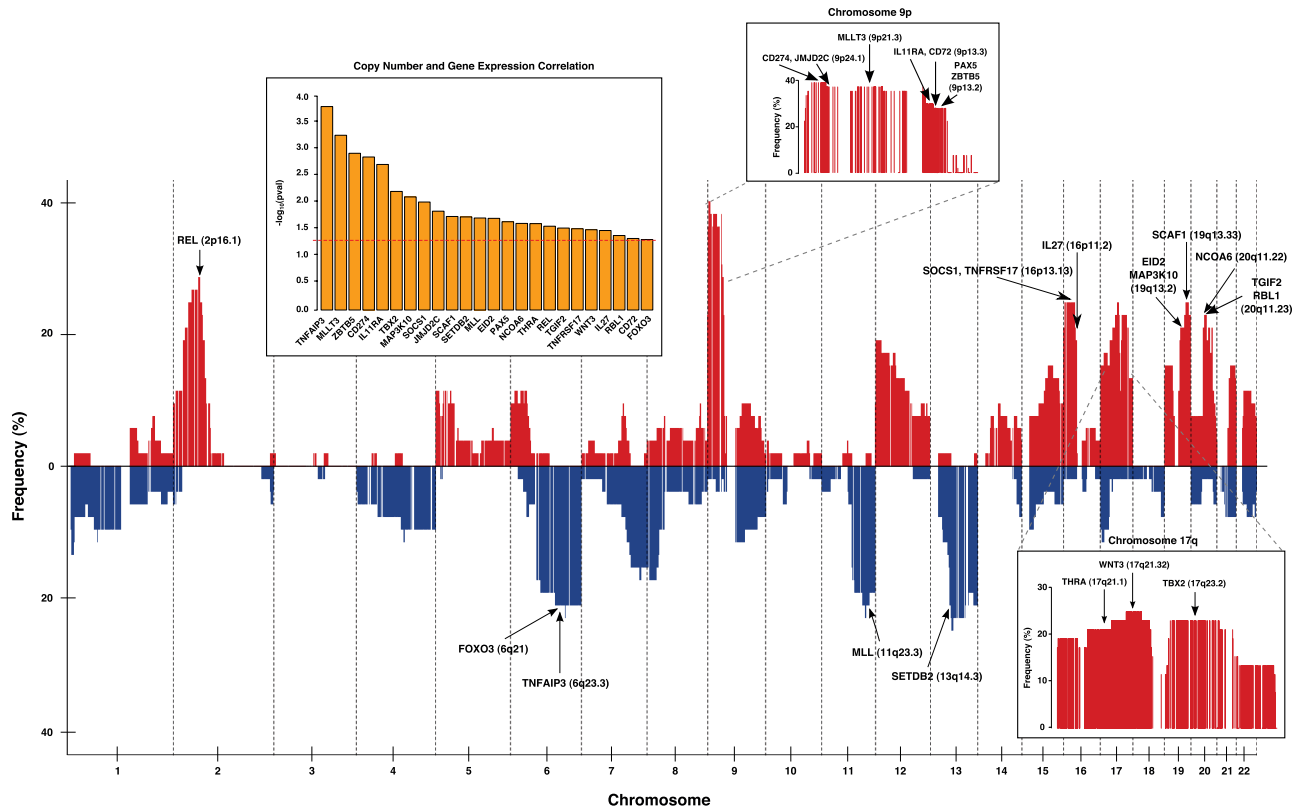 Chromosome 9p
MLLT3 (9p21.3)
CD274, JMJD2C (9p24.1)
IL11RA, CD72 (9p13.3)
PAX5
ZBTB5
(9p13.2)
Frequency (%)
40
20
0
Copy Number and Gene Expression Correlation
-log10(pval)
4.0
3.5
3.0
2.5
2.0
1.5
1.0
0.5
0.0
TNFAIP3
MLLT3
ZBTB5
CD274
IL11RA
TBX2
MAP3K10
SOCS1
JMJD2C
SCAF1
SETDB2
MLL
EID2
PAX5
NCOA6
THRA
REL
TGIF2
TNFRSF17
WNT3
IL27
RBL1
CD72
FOXO3
REL (2p16.1)
IL27 (16p11.2)
SOCS1, TNFRSF17 (16p13.13)
SCAF1 (19q13.33)
EID2
MAP3K10
(19q13.2)
NCOA6 (20q11.22)
TGIF2
RBL1
(20q11.23)
Frequency (%)
40
20
0
20
40
FOXO3 (6q21)
TNFAIP3 (6q23.3)
MLL (11q23.3)
SETDB2 (13q14.3)
Chromosome 17q
WNT3 (17q21.32)
THRA (17q21.1)
TBX2 (17q23.2)
Frequency (%)
30
20
10
0
1 2 3 4 5 6 7 8 9 10 11 12 13 14 15 16 17 18 19 20 21 22
Chromosome